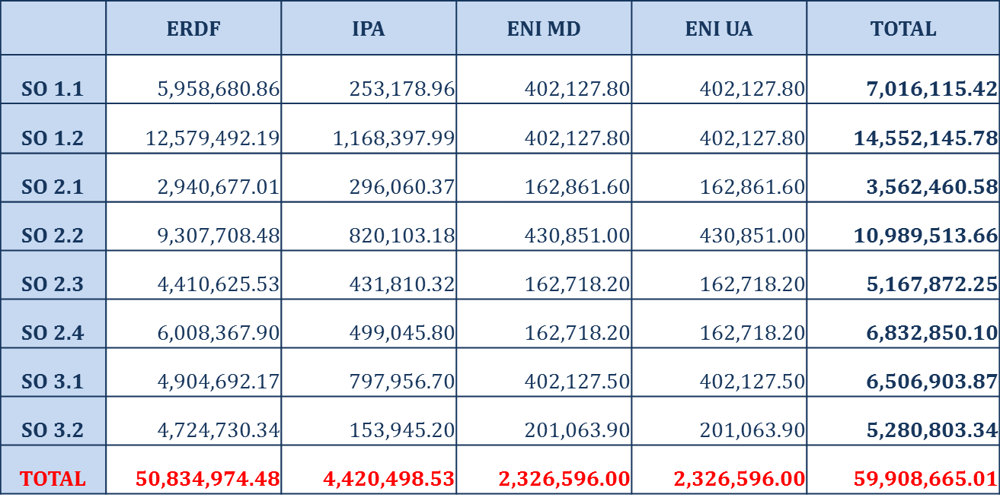 ERDF IPA ENI MD ENI UA TOTAL
SO 1.1 5,958,680.86 253,178.96 402,127.80 402,127.80 7,016,115.42
SO 1.2 12,579,492.19 1,168,397.99 402,127.80 402,127.80 14,552,145.78
SO 2.1 2,940,677.01 296,060.37 162,861.60 162,861.60 3,562,460.58
SO 2.2 9,307,708.48 820,103.18 430,851.00 430,851.00 10,989,513.66
SO 2.3 4,410,625.53 431,810.32 162,718.20 162,718.20 5,167,872.25
SO 2.4 6,008,367.90 499,045.80 162,718.20 162,718.20 6,832,850.10
SO 3.1 4,904,692.17 797,956.70 402,127.50 402,127.50 6,506,903.87
SO 3.2 4,724,730.34 153,945.20 201,063.90 201,063.90 5,280,803.34
TOTAL 50,834,974.48 4,420,498.53 2,326,596.00 2,326,596.00 59,908,665.01